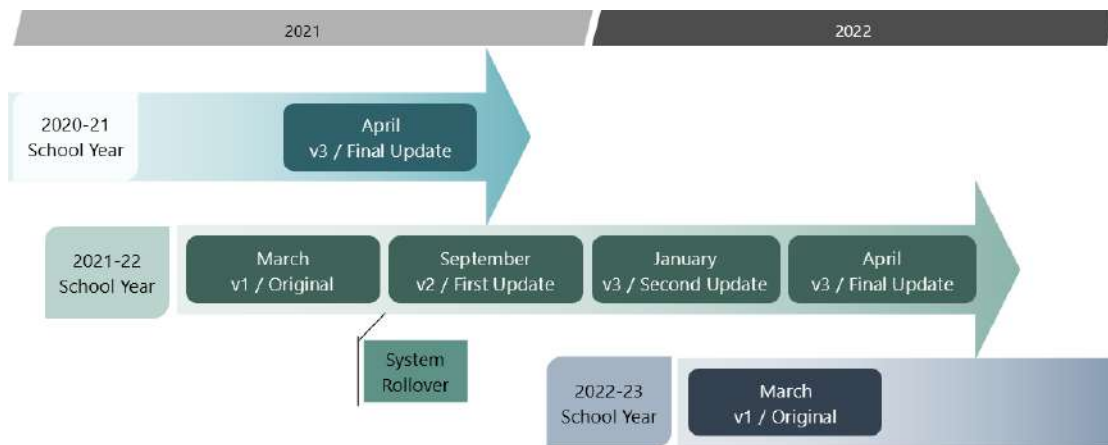 2021
2022
2020-21
School Year
April
v3 / Final Update
2021-22
School Year
March
v1 / Original
September
v2 / First Update
January
v3 / Second Update
April
v3 / Final Update
System
Rollover
2022-23
School Year
March
v1 / Original